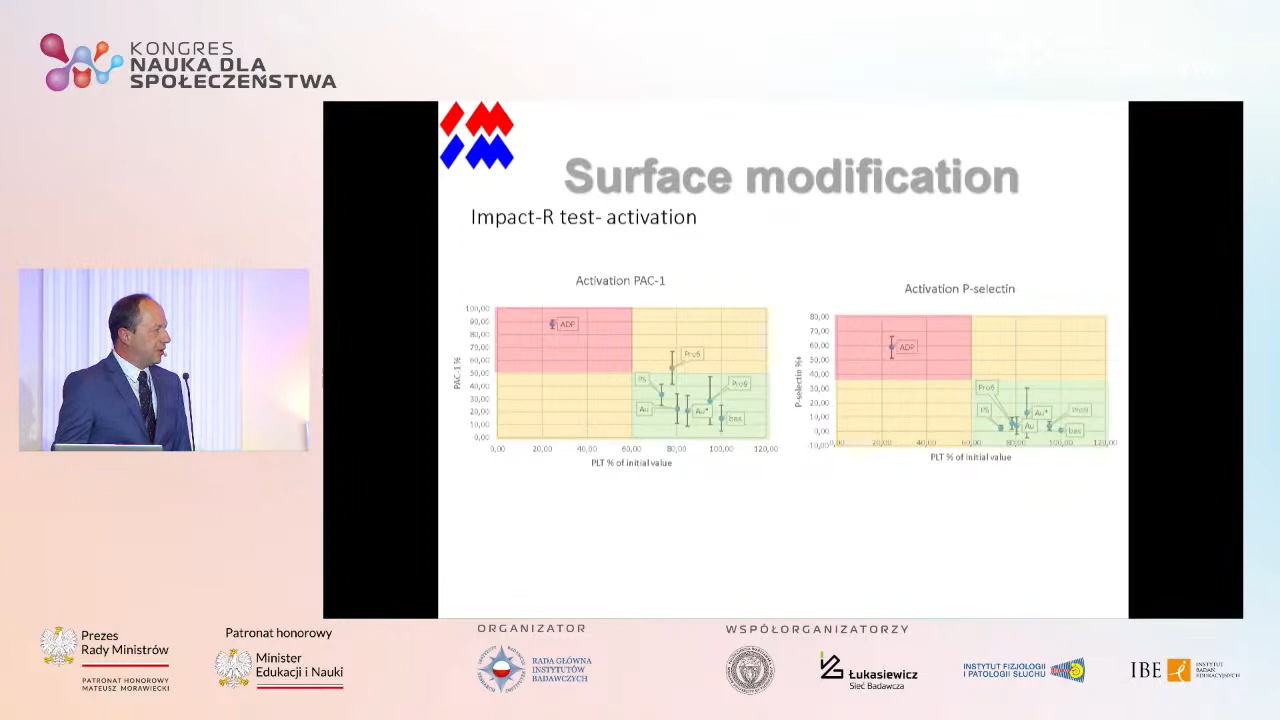 KONGRES
NAUKA DLA
SPOŁECZEŃSTWA
Surface modification
Impact-R test- activation
Activation PAC-1
PAC-1 %
100,00
90,00
80,00
70,00
60,00
50,00
40,00
30,00
20,00
10,00
0,00
ADP
Pro6
PS
Pro9
Au
Au*
bas
0,00 20,00 40,00 60,00 80,00 100,00 120,00
PLT % of initial value
Activation P-selectin
P-selectin %
80,00
70,00
60,00
50,00
40,00
30,00
20,00
10,00
0,00
-10,00
ADP
Pro6
PS
Au*
Pro9
Au
bas
0,00 20,00 40,00 60,00 80,00 100,00 120,00
PLT % of initial value
Prezes
Rady Ministrów
PATRONAT HONOROWY
MATEUSZ MORAWIECKI
Patronat honorowy
Minister
Edukacji i Nauki
ORGANIZATOR
RADA GŁÓWNA
INSTYTUTÓW
BADAWCZYCH
WSPÓŁORGANIZATORZY
Łukasiewicz
Sieć Badawcza
INSTYTUT FIZJOLOGII
I PATOLOGII SŁUCHU
IBE
INSTYTUT
BADAŃ
EDUKACYJNYCH